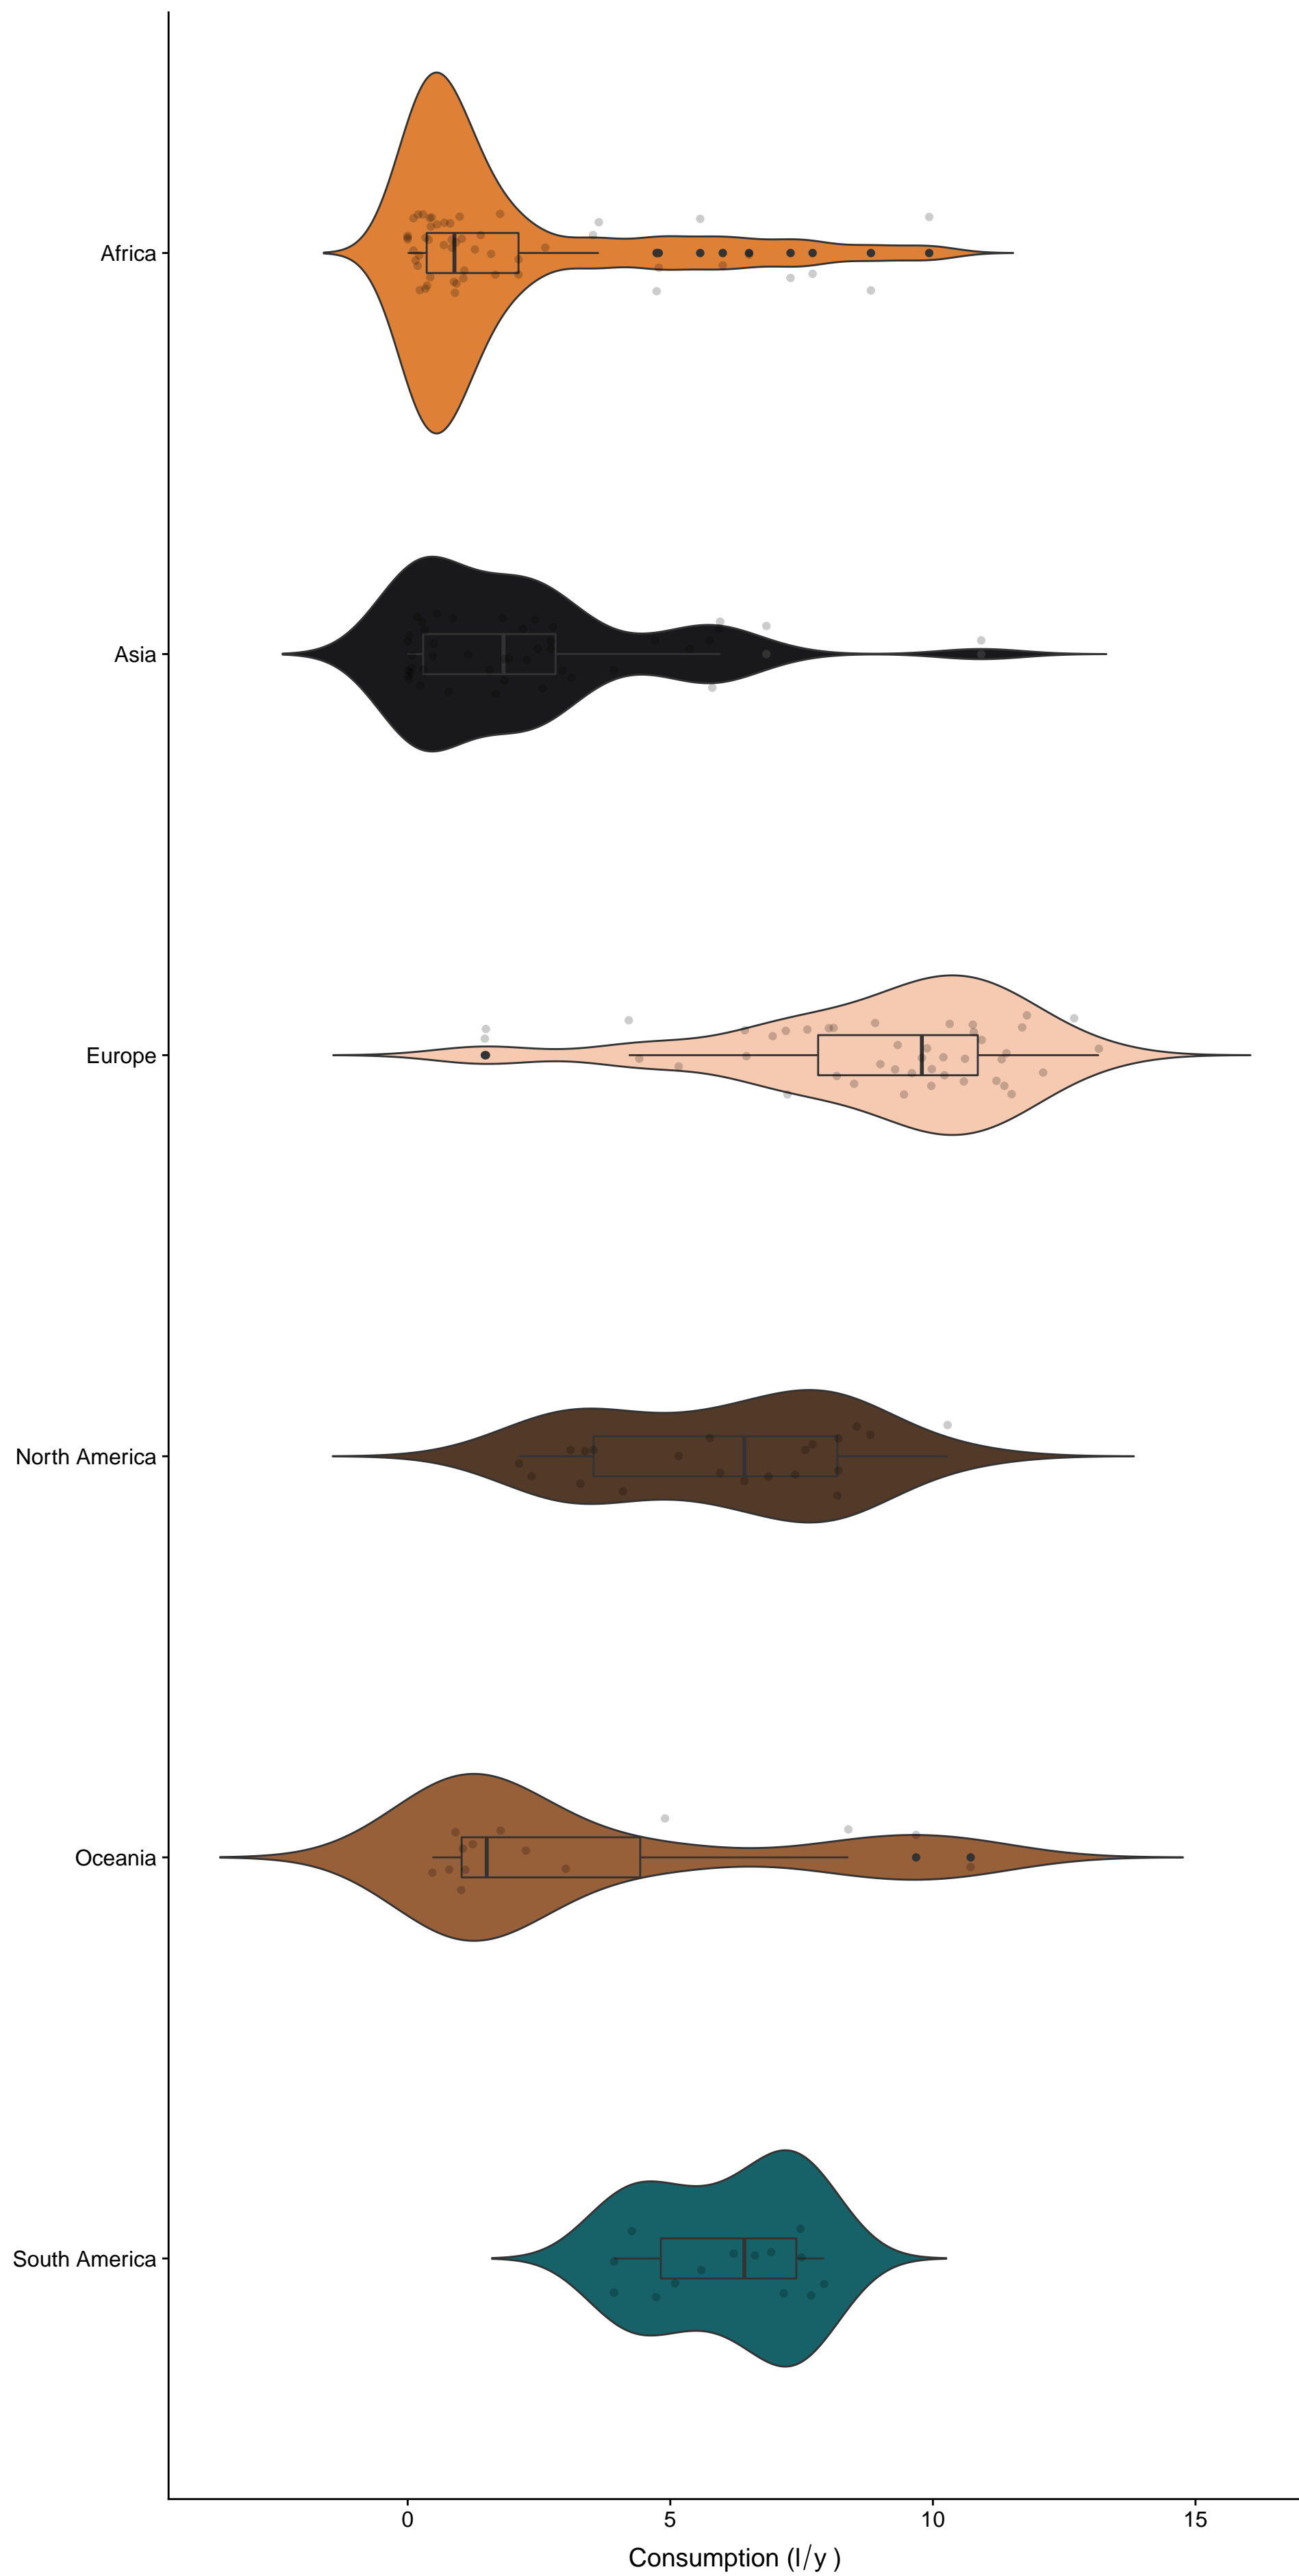 Africa
Asia
Europe
North America
Oceania
South America
0 5 10 15
Consumption (l/y )